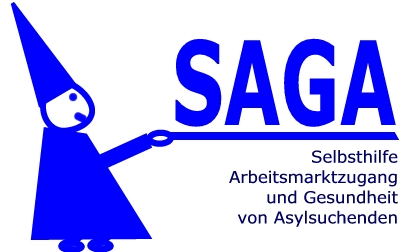 SAGA
Selbsthilfe
Arbeitsmarktzugang
und Gesundheit
von Asylsuchenden